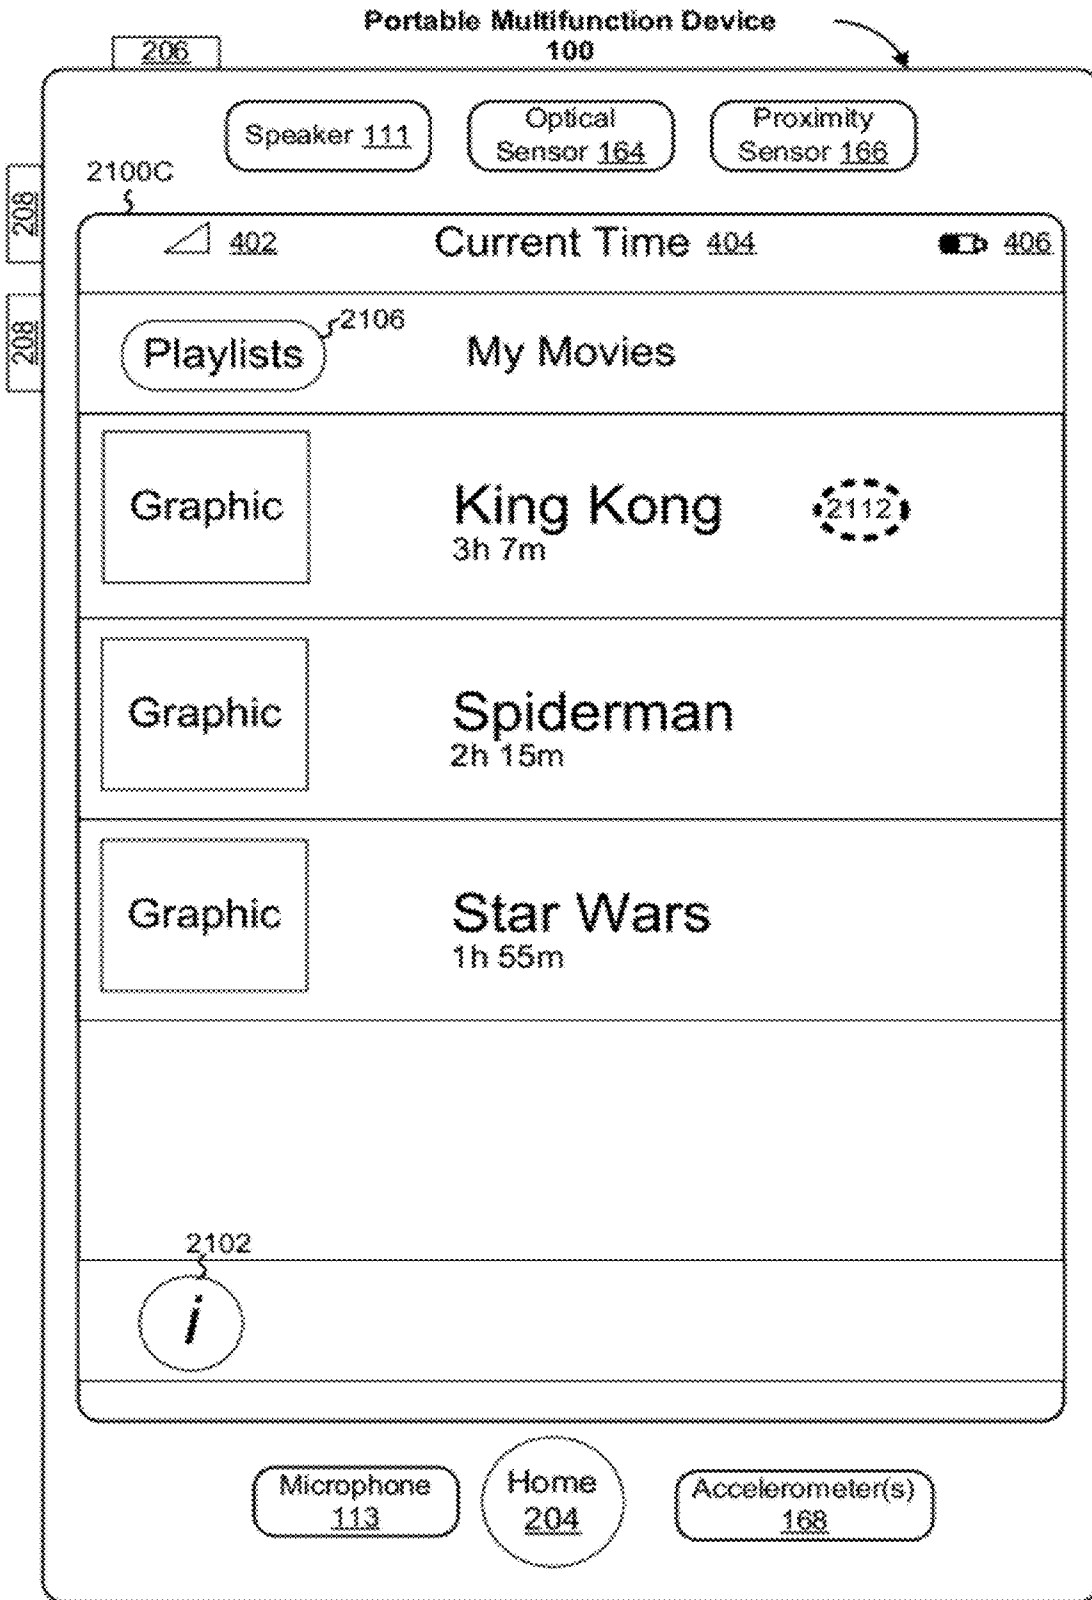 Portable Multifunction Device
100
206
Speaker 111
Optical
Sensor 164
Proximity
Sensor 166
2100C
208
208
402
Current Time 404
406
Playlists
2106
My Movies
Graphic
King Kong
3h 7m
2112
Graphic
Spiderman
2h 15m
Graphic
Star Wars
1h 55m
2102
i
Microphone
113
Home
204
Accelerometer(s)
168